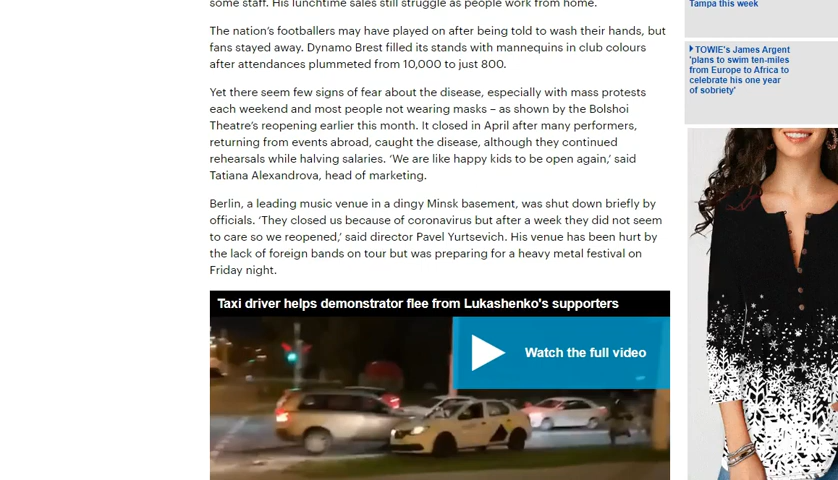 some staff. His lunchtime sales still struggle as people work from home.
The nation's footballers may have played on after being told to wash their hands, but
fans stayed away. Dynamo Brest filled its stands with mannequins in club colours
after attendances plummeted from 10,000 to just 800.
Yet there seem few signs of fear about the disease, especially with mass protests
each weekend and most people not wearing masks – as shown by the Bolshoi
Theatre's reopening earlier this month. It closed in April after many performers,
returning from events abroad, caught the disease, although they continued
rehearsals while halving salaries. ‘We are like happy kids to be open again,’ said
Tatiana Alexandrova, head of marketing.
Berlin, a leading music venue in a dingy Minsk basement, was shut down briefly by
officials. ‘They closed us because of coronavirus but after a week they did not seem
to care so we reopened,’ said director Pavel Yurtsevich. His venue has been hurt by
the lack of foreign bands on tour but was preparing for a heavy metal festival on
Friday night.
Taxi driver helps demonstrator flee from Lukashenko's supporters
Watch the full video
Tampa this week
TOWIE's James Argent
'plans to swim ten-miles
from Europe to Africa to
celebrate his one year
of sobriety'